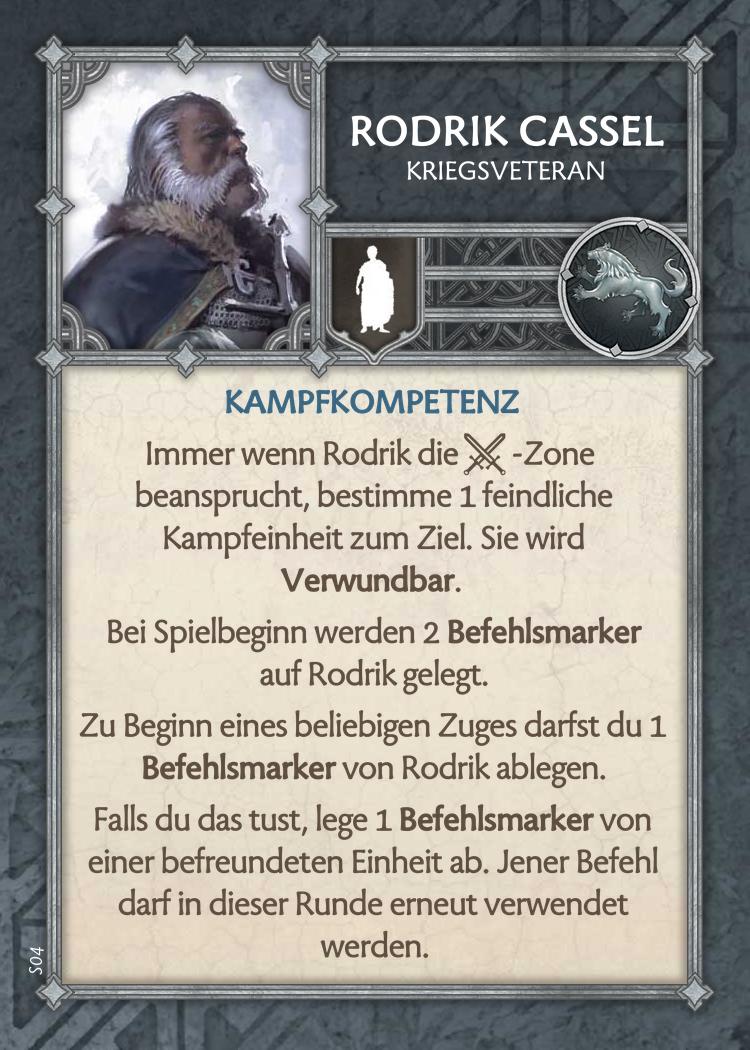 RODRIK CASSEL
KRIEGSVETERAN
KAMPFKOMPETENZ
Immer wenn Rodrik die -Zone
beansprucht, bestimme 1 feindliche
Kampfeinheit zum Ziel. Sie wird
Verwundbar.
Bei Spielbeginn werden 2 Befehlsmarker
auf Rodrik gelegt.
Zu Beginn eines beliebigen Zuges darfst du 1
Befehlsmarker von Rodrik ablegen.
Falls du das tust, lege 1 Befehlsmarker von
einer befreundeten Einheit ab. Jener Befehl
darf in dieser Runde erneut verwendet
werden.
S04